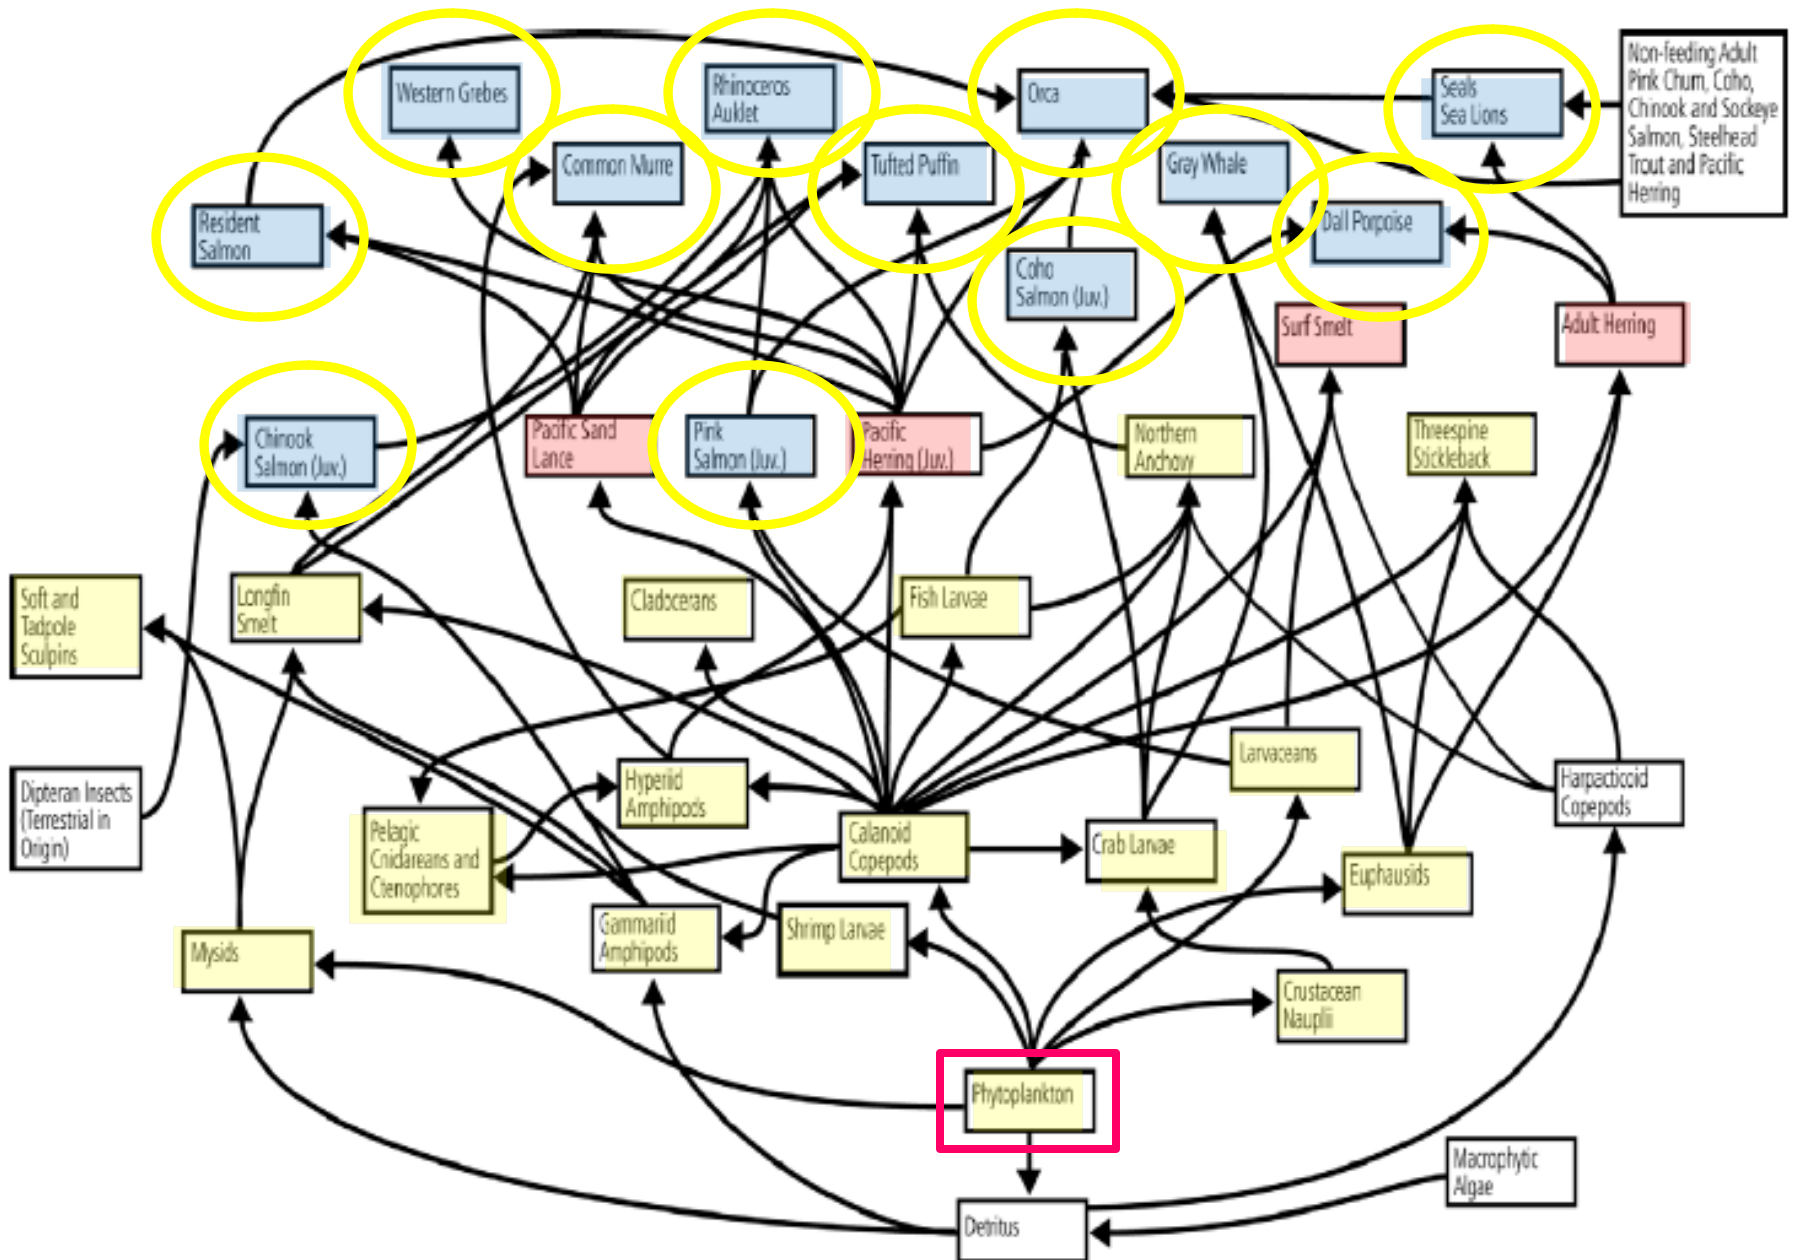 Western Grebes
Rhinoceros
Auklet
Orca
Seals
Sea Lions
Non-feeding Adult
Pink Chum, Coho,
Chinook and Sockeye
Salmon, Steelhead
Trout and Pacific
Herring
Common Murre
Tufted Puffin
Gray Whale
Resident
Salmon
Dall Porpoise
Coho
Salmon (Juv.)
Surf Smelt
Adult Herring
Chinook
Salmon (Juv.)
Pacific Sand
Lance
Pink
Salmon (Juv.)
Pacific
Herring (Juv.)
Northern
Anchovy
Threespine
Stickleback
Soft and
Tadpole
Sculpins
Longfin
Smelt
Cladocerans
Fish Larvae
Dipteran Insects
(Terrestrial in
Origin)
Hyperiid
Amphipods
Larvaceans
Harpacticoid
Copepods
Pelagic
Cnidareans and
Ctenophores
Calanoid
Copepods
Crab Larvae
Euphausids
Mysids
Gammariid
Amphipods
Shrimp Larvae
Crustacean
Nauplii
Phytoplankton
Macrophytic
Algae
Detritus